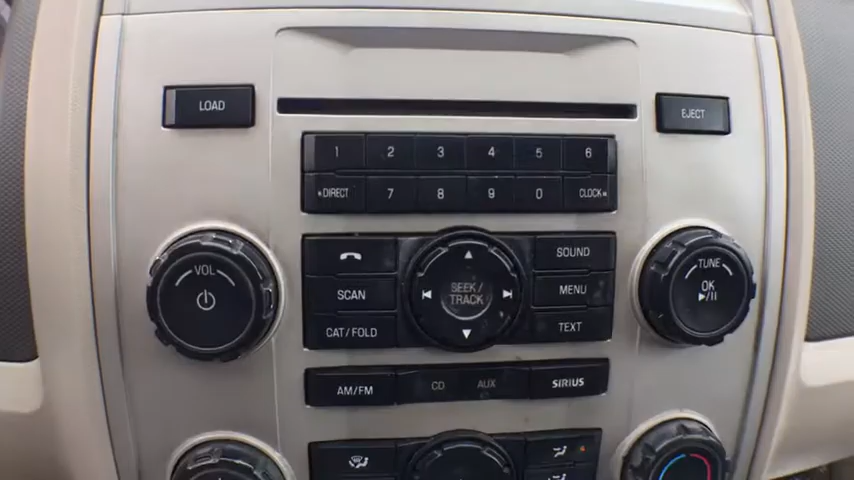 LOAD
EJECT
1 2 3 4 5 6
*DIRECT 7 8 9 0 CLOCK#
VOL
SOUND
TUNE
SCAN
SEEK/
TRACK
MENU
OK
CAT/FOLD
TEXT
AM/FM CD AUX SIRIUS